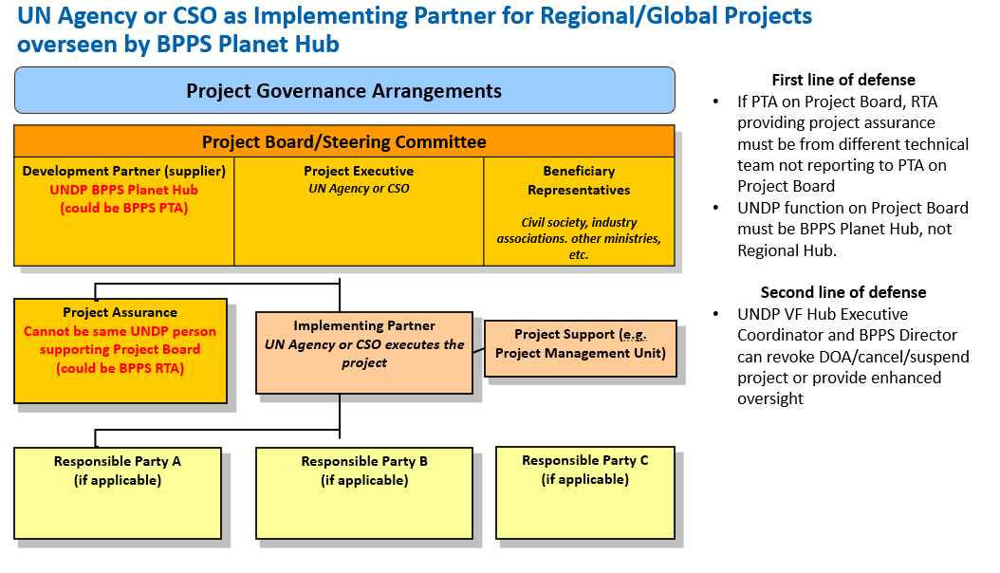 UN Agency or CSO as Implementing Partner for Regional/Global Projects
overseen by BPPS Planet Hub
Project Governance Arrangements
Project Board/Steering Committee
Development Partner (supplier)
UNDP BPPS Planet Hub
(could be BPPS PTA)
Project Executive
UN Agency or CSO
Beneficiary
Representatives
Civil society, industry
associations. other ministries,
etc.
Project Assurance
Cannot be same UNDP person
supporting Project Board
(could be BPPS RTA)
Implementing Partner
UN Agency or CSO executes the
project
Project Support (e.g.
Project Management Unit)
Responsible Party A
(if applicable)
Responsible Party B
(if applicable)
Responsible Party C
(if applicable)
First line of defense
• If PTA on Project Board, RTA
providing project assurance
must be from different technical
team not reporting to PTA on
Project Board
• UNDP function on Project Board
must be BPPS Planet Hub, not
Regional Hub.
Second line of defense
• UNDP VF Hub Executive
Coordinator and BPPS Director
can revoke DOA/cancel/suspend
project or provide enhanced
oversight